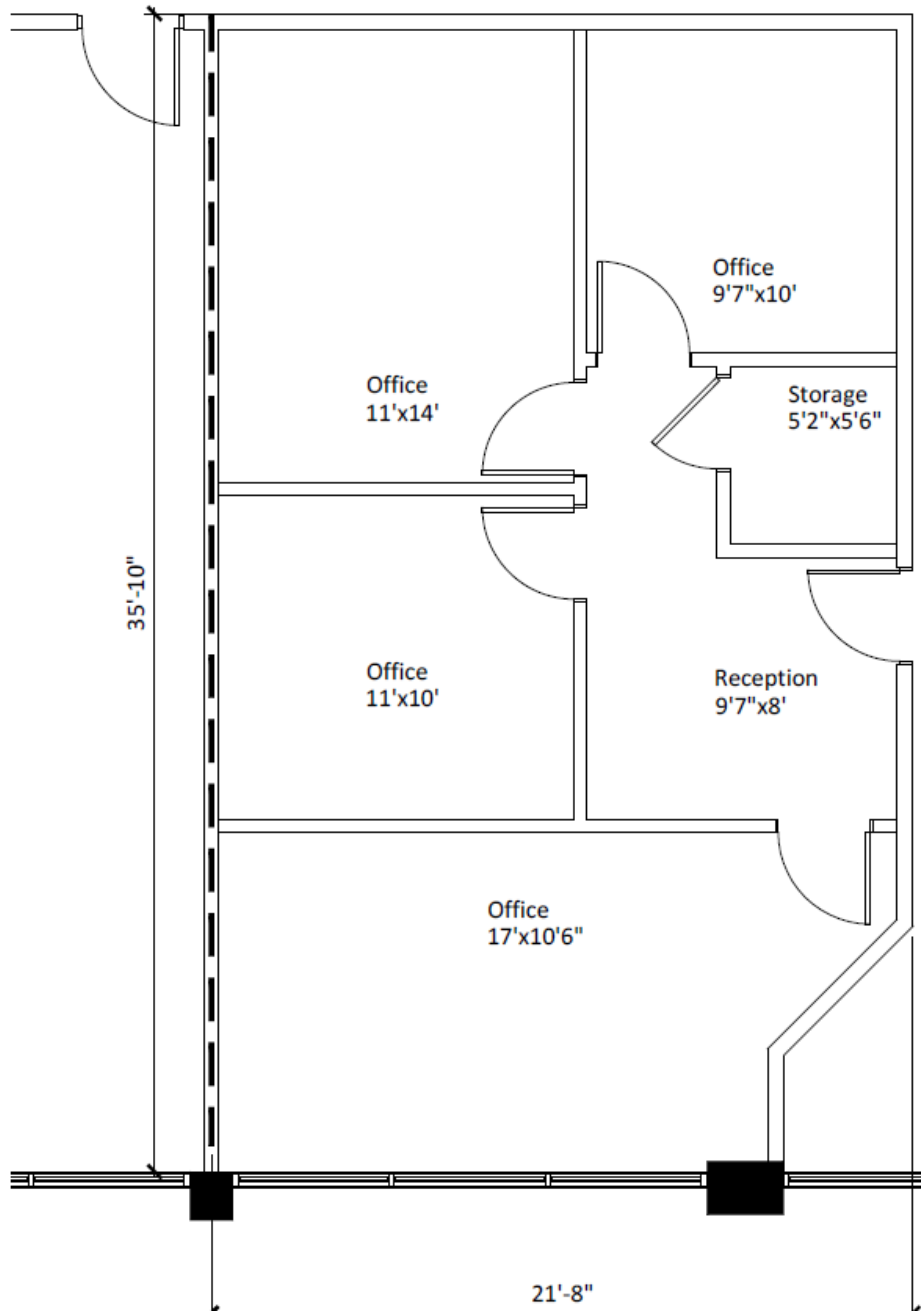 Office
9'7"x10'
Office
11'x14'
Storage
5'2"x5'6"
35'-10"
Office
11'x10'
Reception
9'7"x8'
Office
17'x10'6"
21'-8"